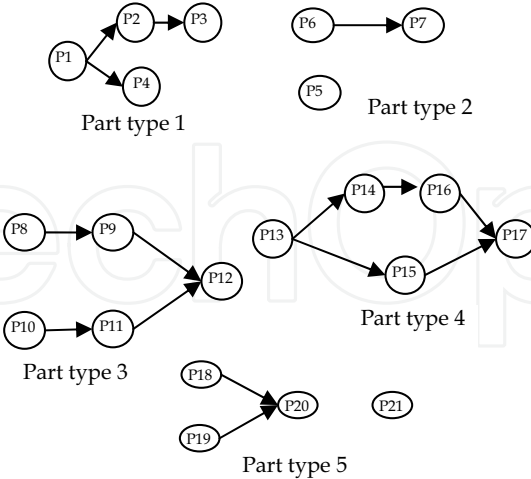 P1
P2
P3
P4
Part type 1
P6
P7
P5
Part type 2
P8
P9
P10
P11
P12
Part type 3
P13
P14
P16
P15
P17
Part type 4
P18
P19
P20
P21
Part type 5